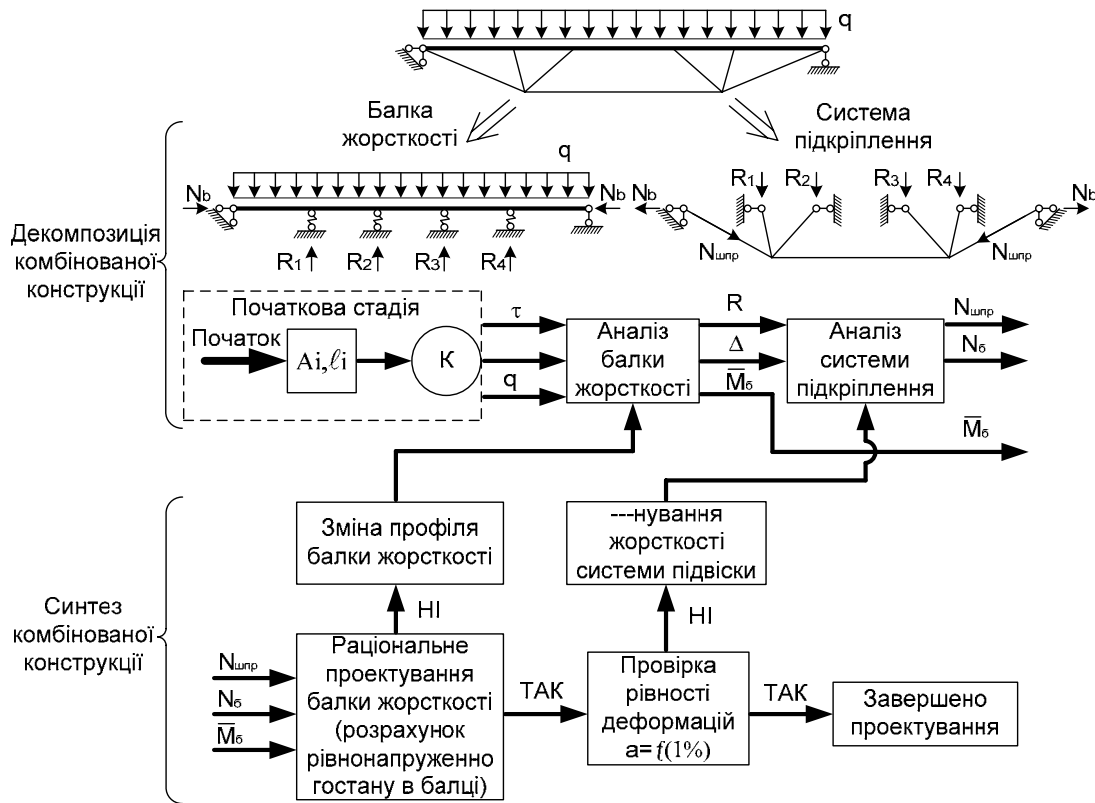 q
Балка
жорсткості
Система
підкріплення
q
Nb
Nb
Nb
R1
R2
R3
R4
Nb
R1
R2
R3
R4
Nшпр
Nшпр
Декомпозиція
комбінованої
конструкції
Початкова стадія
Початок
Ai,ℓi
К
τ
q
Аналіз
балки
жорсткості
R
Δ
M̅б
Аналіз
системи
підкріплення
Nшпр
Nб
M̅б
Зміна профіля
балки жорсткості
---нування
жорсткості
системи підвіски
НІ
НІ
Синтез
комбінованої
конструкції
Nшпр
Nб
M̅б
Раціональне
проектування
балки жорсткості
(розрахунок
рівнонапруженно
гостану в балці)
ТАК
Провірка
рівності
деформацій
a= f(1%)
ТАК
Завершено
проектування